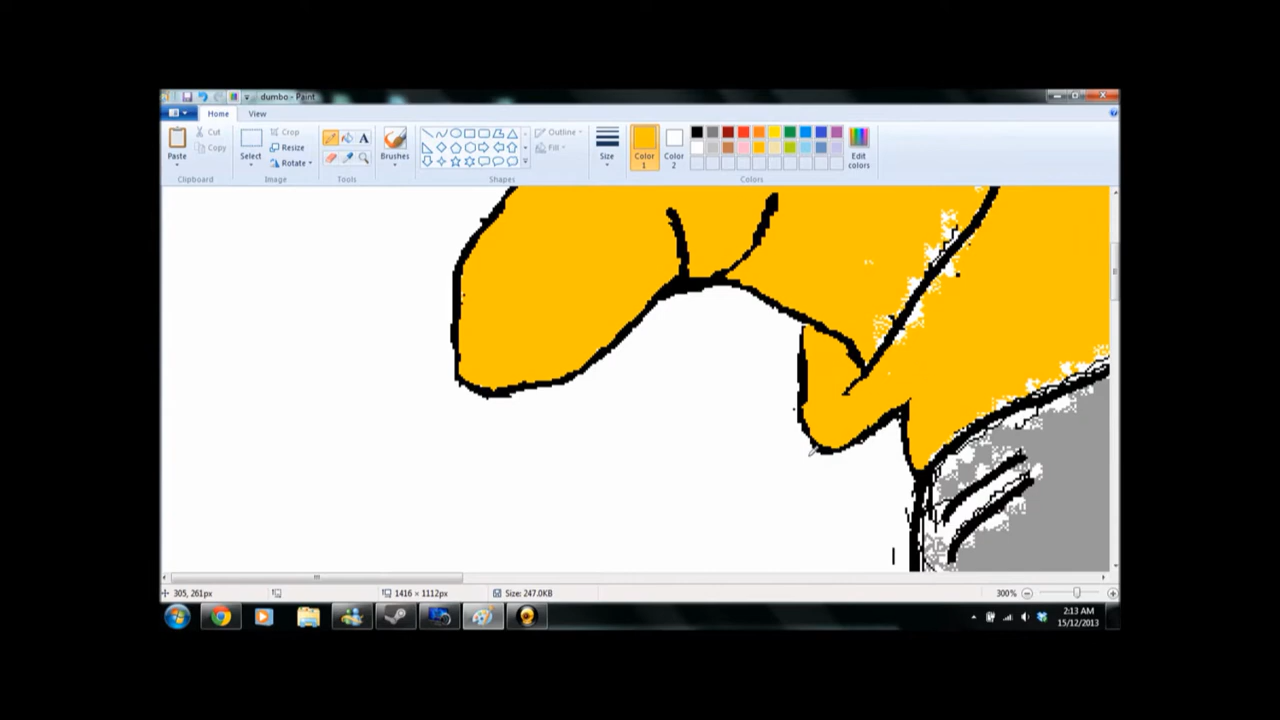 dumbo - Paint
Home View
Paste
Cut
Copy
Clipboard
Select
Crop
Resize
Rotate
Image
A
Tools
Brushes
Outline
Fill
Shapes
Size
Color
1
Color
2
Edit
colors
Colors
305, 261px
1416 × 1112px
Size: 247.0KB
300%
2:13 AM
15/12/2013